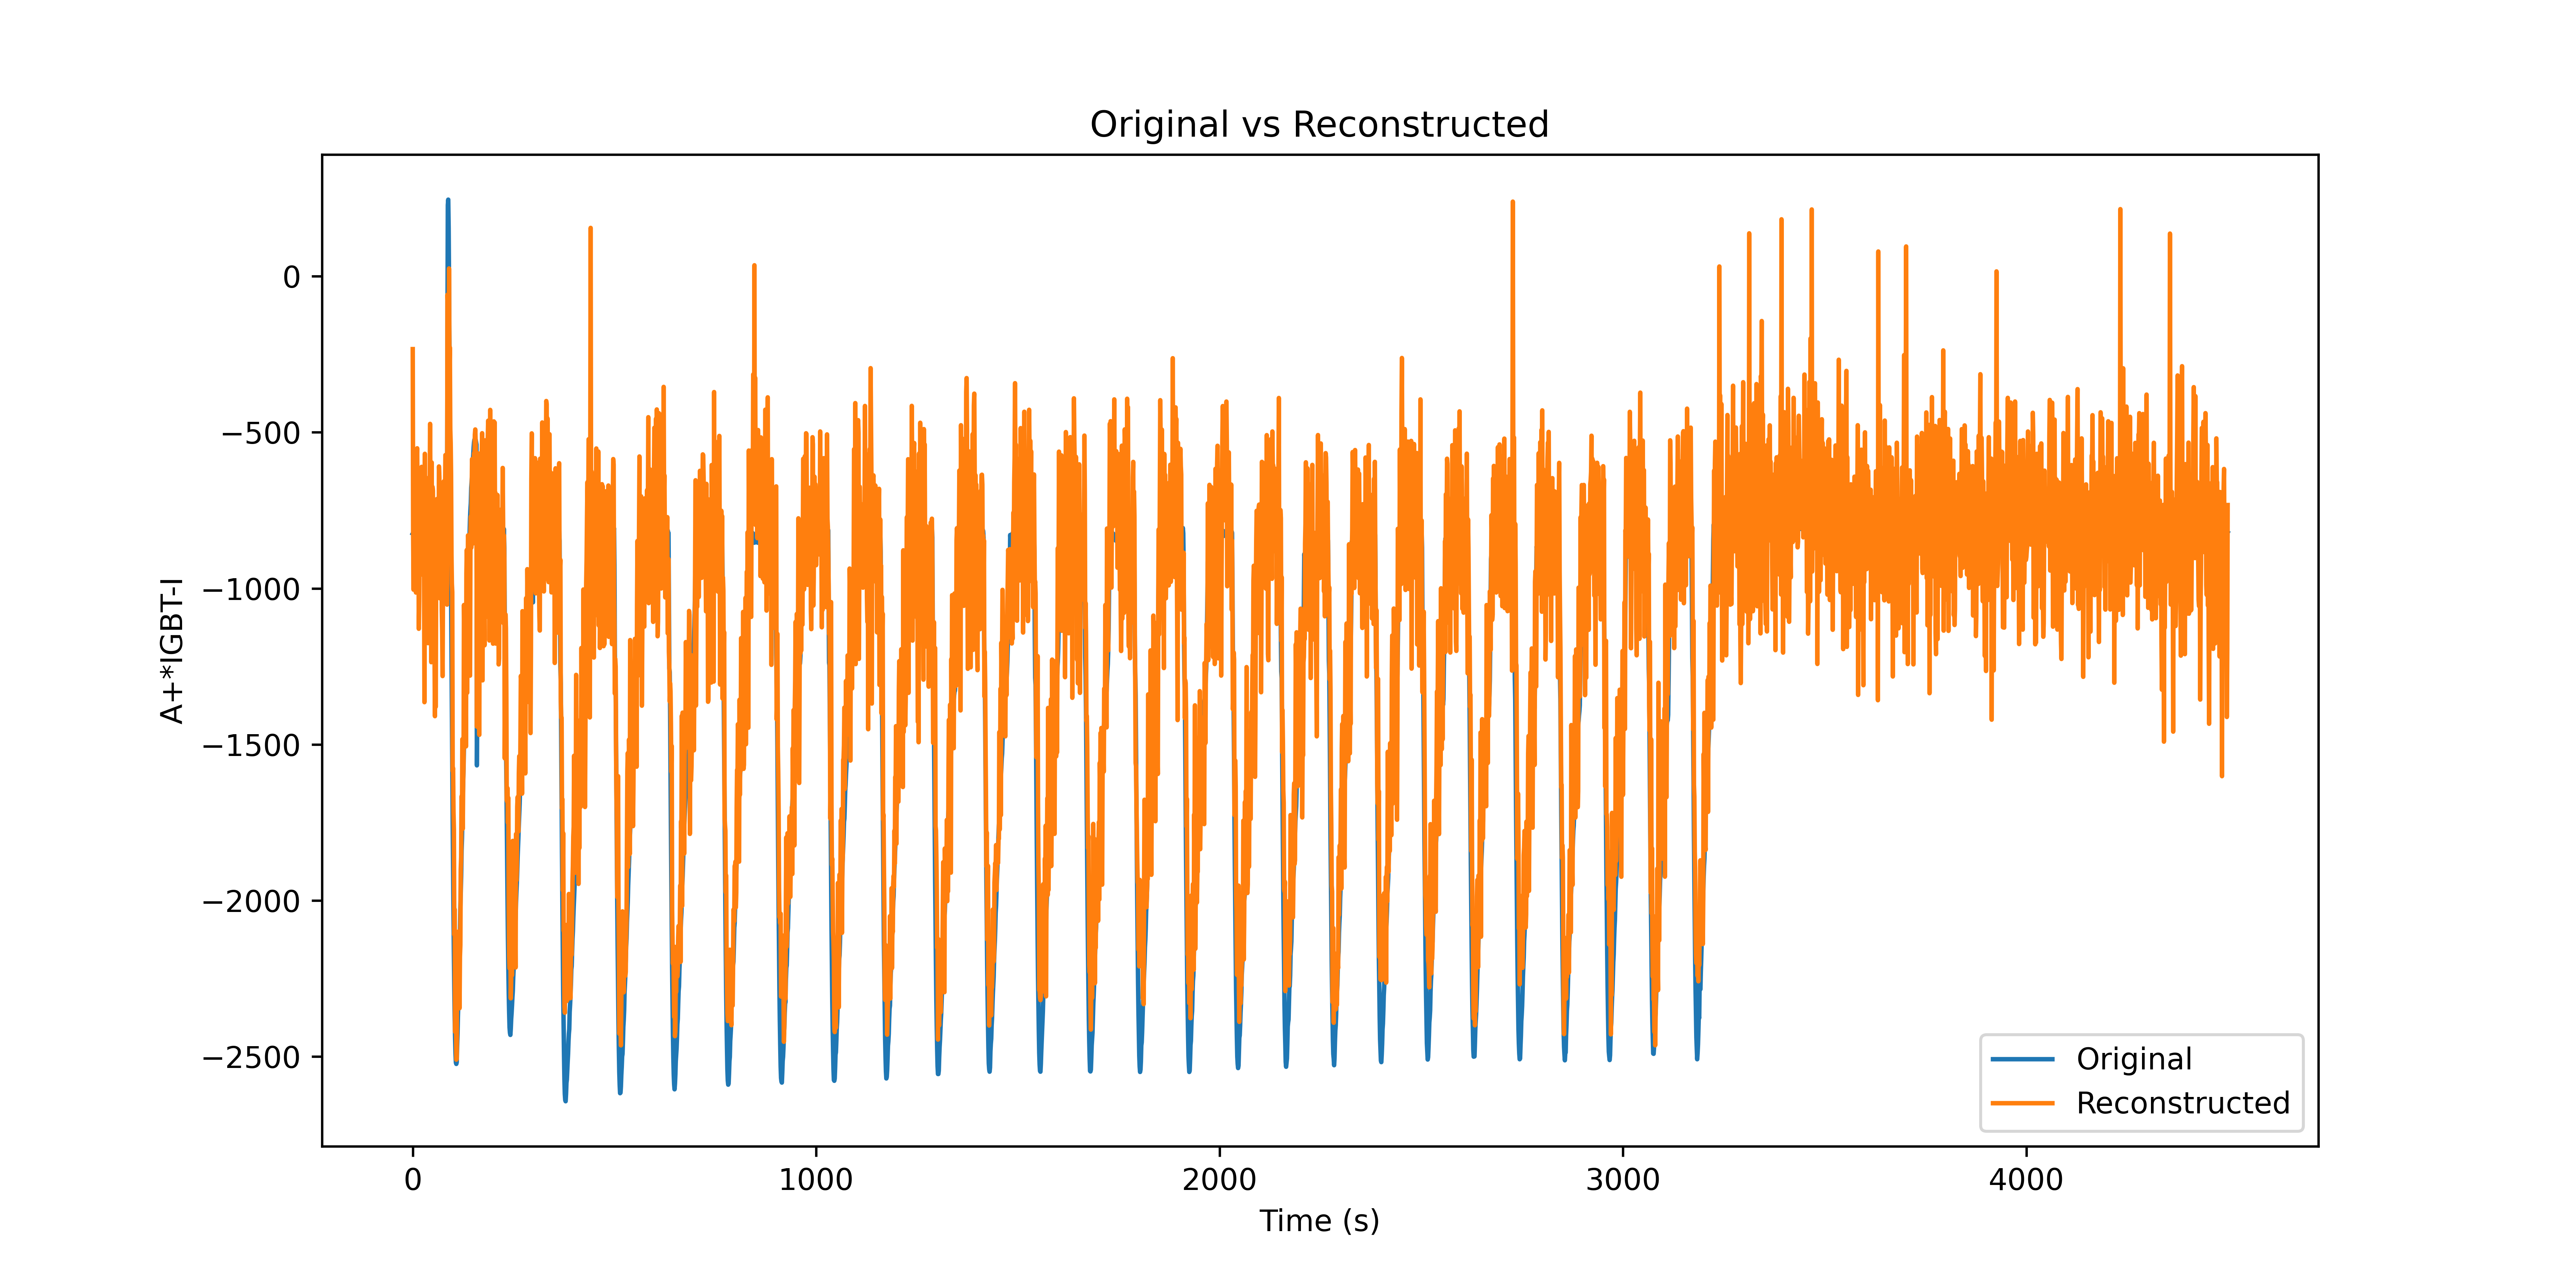 Original vs Reconstructed
A+*IGBT-I
0
−500
−1000
−1500
−2000
−2500
0 1000 2000 3000 4000
Time (s)
Original
Reconstructed